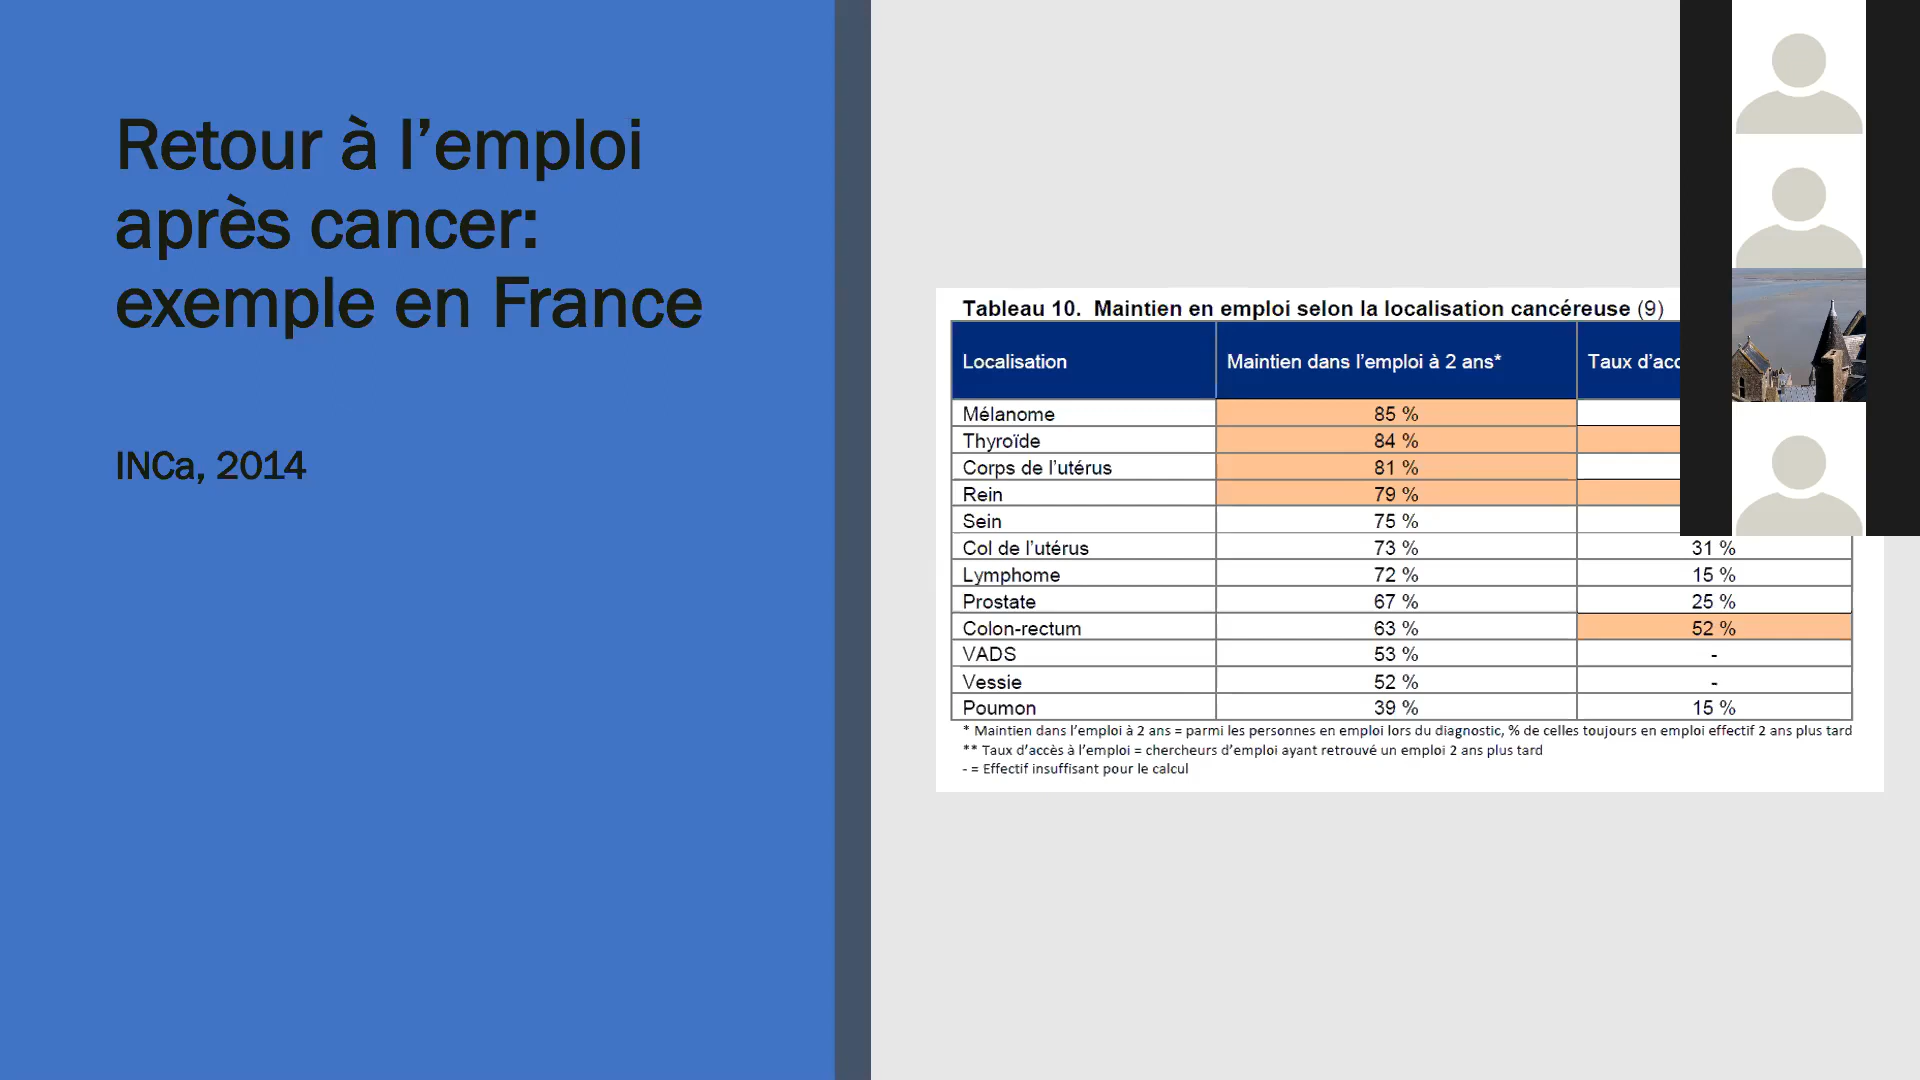 Retour à l’emploi
après cancer:
exemple en France
INCa, 2014
Tableau 10. Maintien en emploi selon la localisation cancéreuse (9)
Localisation Maintien dans l’emploi à 2 ans* Taux d’acc
Mélanome 85 %
Thyroïde 84 %
Corps de l’utérus 81 %
Rein 79 %
Sein 75 %
Col de l’utérus 73 % 31 %
Lymphome 72 % 15 %
Prostate 67 % 25 %
Colon-rectum 63 % 52 %
VADS 53 % -
Vessie 52 % -
Poumon 39 % 15 %
* Maintien dans l’emploi à 2 ans = parmi les personnes en emploi lors du diagnostic, % de celles toujours en emploi effectif 2 ans plus tard
** Taux d’accès à l’emploi = chercheurs d’emploi ayant retrouvé un emploi 2 ans plus tard
- = Effectif insuffisant pour le calcul